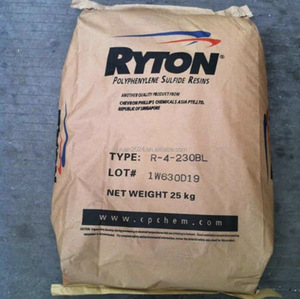 RYTON®
POLYPHENYLENE SULFIDE RESINS
ANOTHER QUALITY PRODUCT FROM
CHEVRON PHILLIPS CHEMICALS ASIA PTE.LTD.
REPUBLIC OF SINGAPORE
TYPE: R-4-230BL
LOT# 1W630D19
NET WEIGHT 25 kg
www.cpchem.com